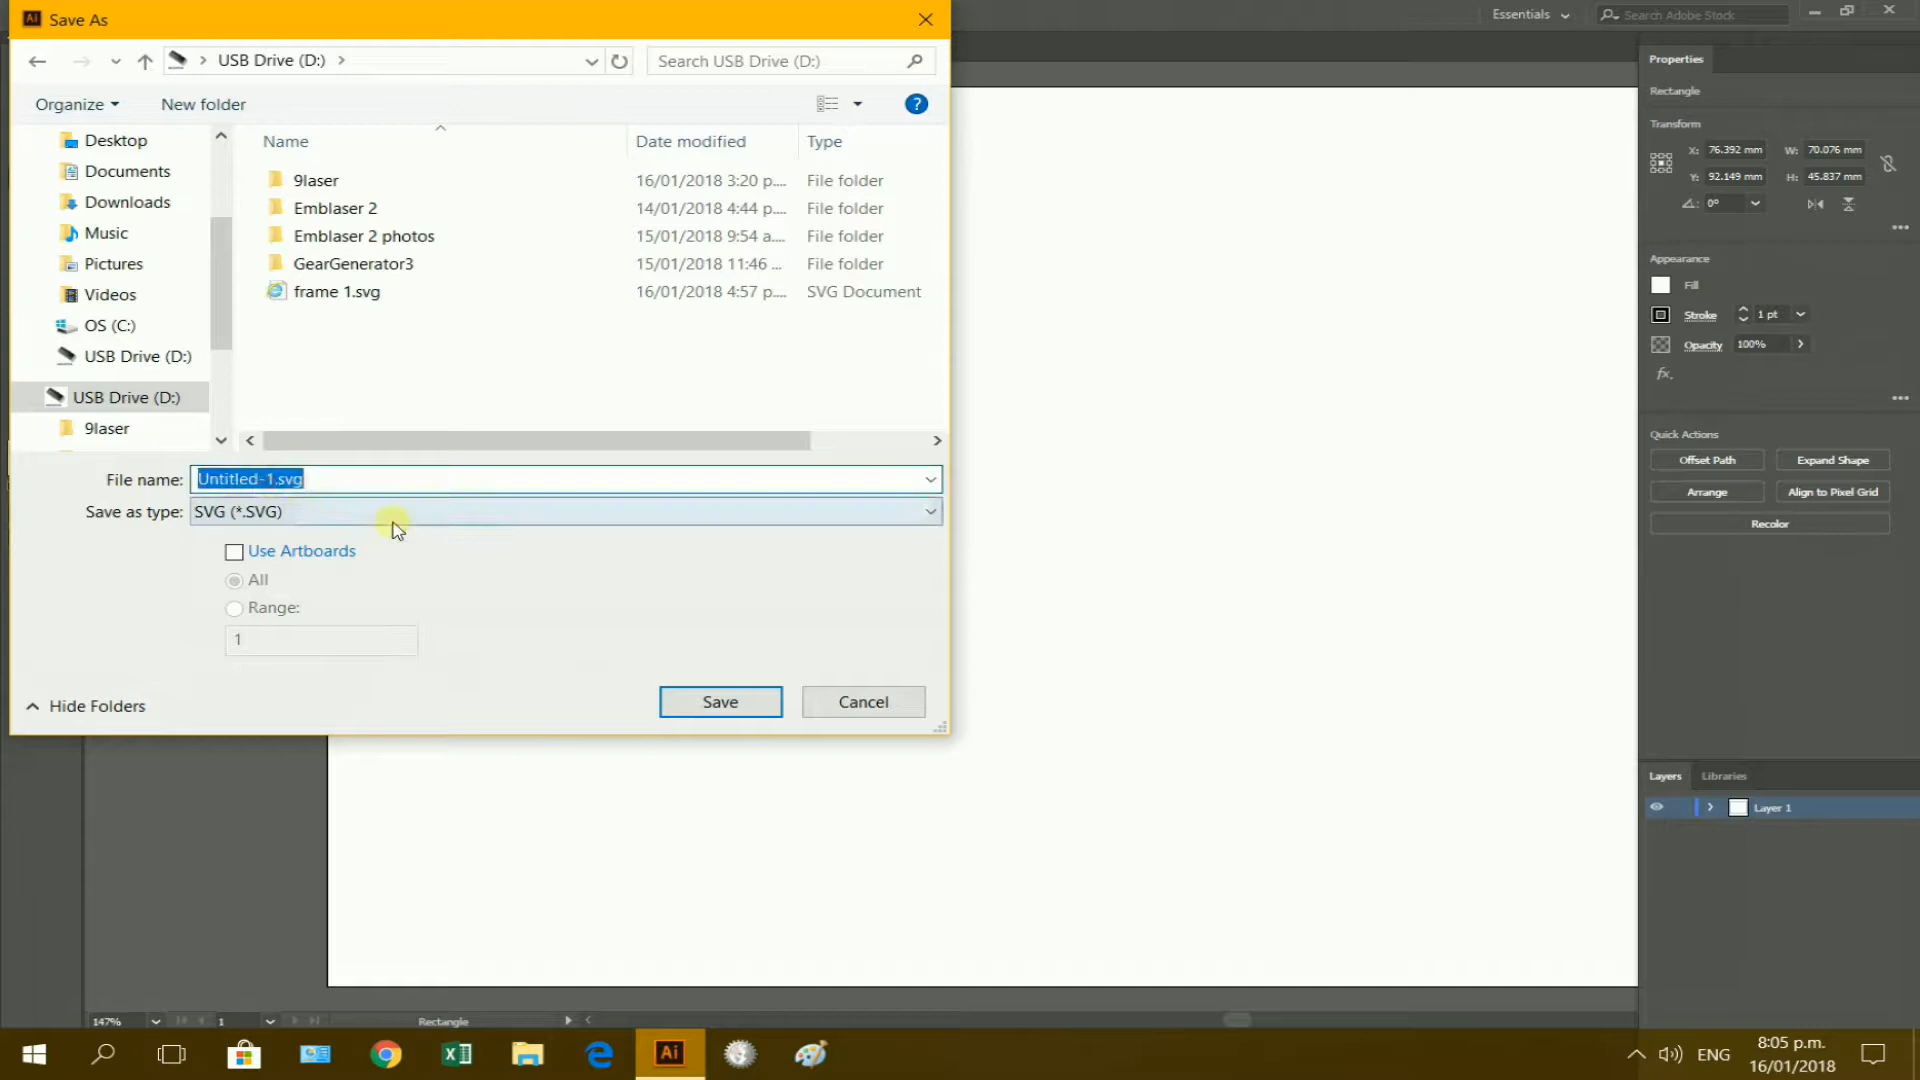 Ai Save As
Essentials
Search Adobe Stock
USB Drive (D:)
Search USB Drive (D:)
Organize
New folder
?
Name Date modified Type
Desktop
Documents
Downloads
Music
Pictures
Videos
OS (C:)
USB Drive (D:)
USB Drive (D:)
9laser
9laser 16/01/2018 3:20 p.... File folder
Emblaser 2 14/01/2018 4:44 p.... File folder
Emblaser 2 photos 15/01/2018 9:54 a.... File folder
GearGenerator3 15/01/2018 11:46 ... File folder
frame 1.svg 16/01/2018 4:57 p.... SVG Document
File name: Untitled-1.svg
Save as type: SVG (*.SVG)
Use Artboards
All
Range:
1
Hide Folders
Save
Cancel
Properties
Rectangle
Transform
X: 76.392 mm W: 70.076 mm
Y: 92.149 mm H: 45.837 mm
0°
Appearance
Fill
Stroke 1 pt
Opacity 100%
fx.
Quick Actions
Offset Path Expand Shape
Arrange Align to Pixel Grid
Recolor
Layers Libraries
Layer 1
147% 1 Rectangle
Ai
ENG
8:05 p.m.
16/01/2018